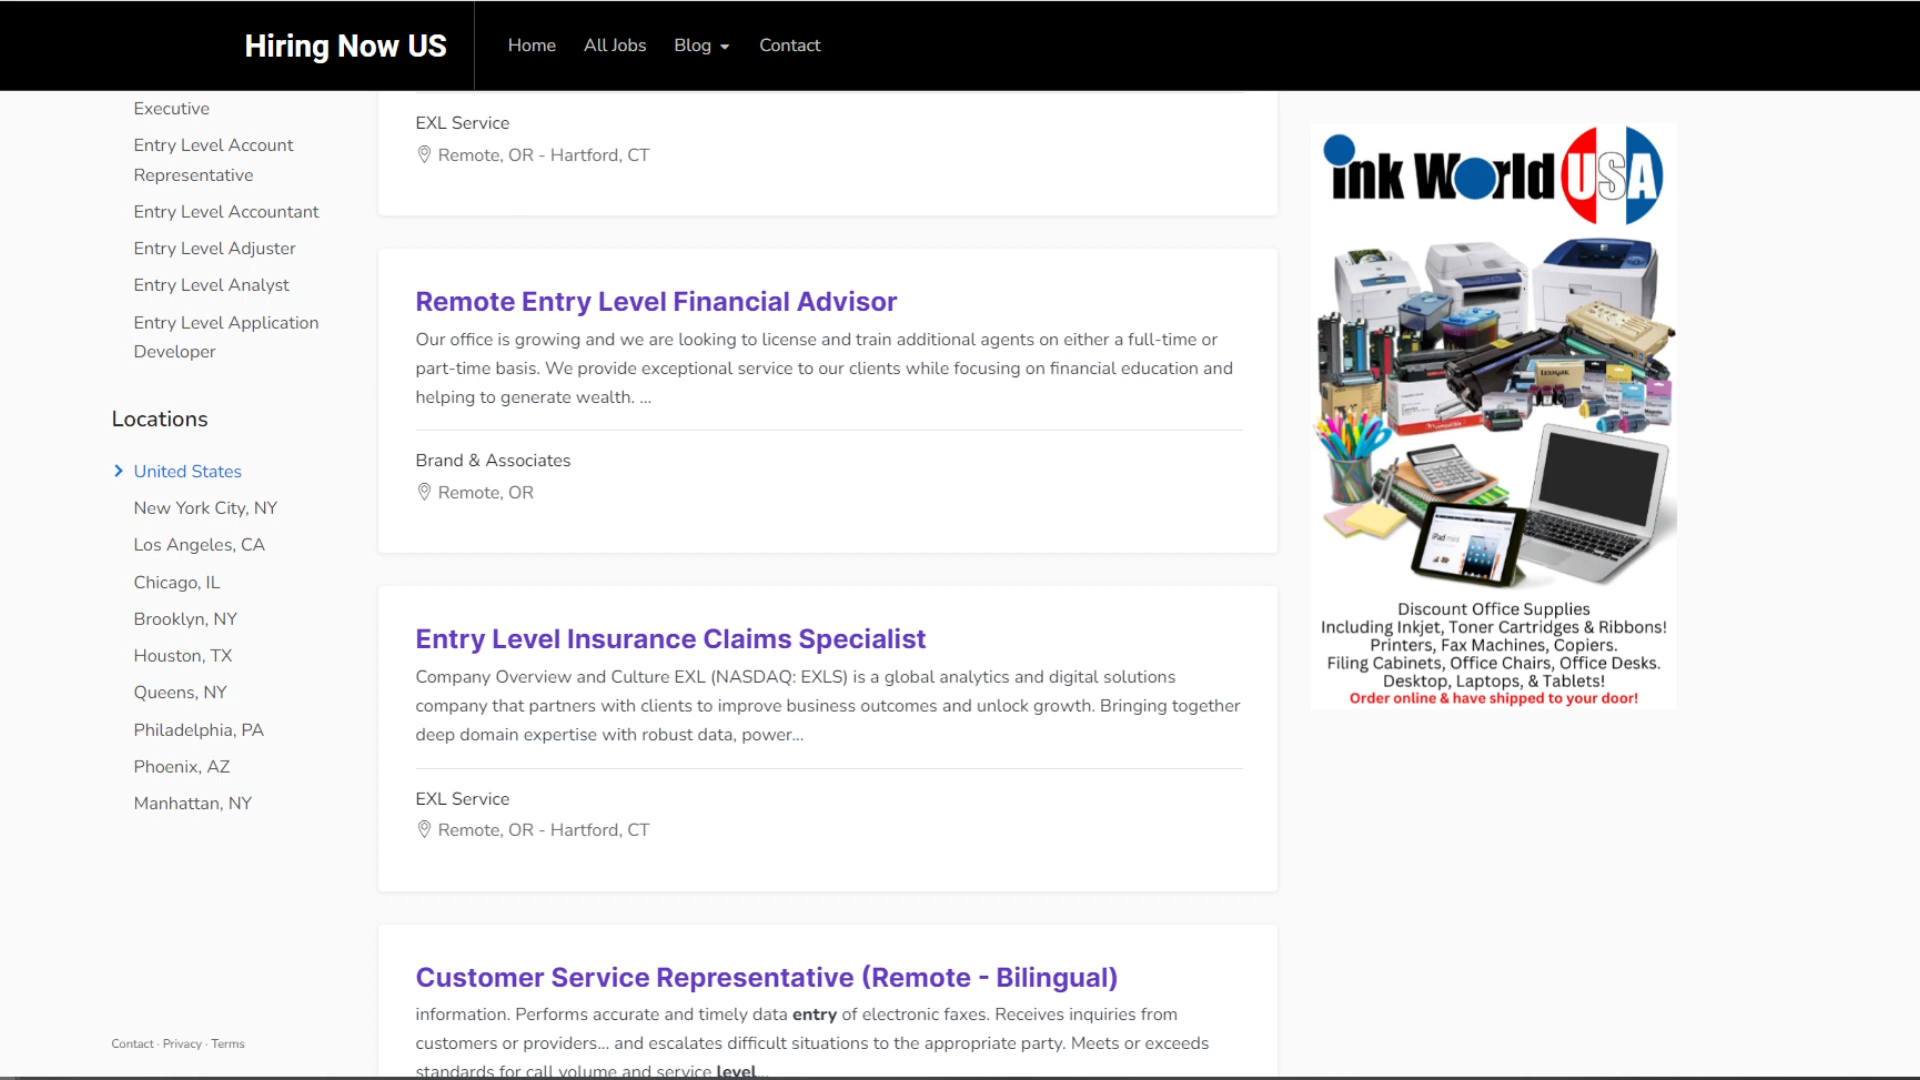 Hiring Now US
Home
All Jobs
Blog
Contact
Executive
Entry Level Account
Representative
Entry Level Accountant
Entry Level Adjuster
Entry Level Analyst
Entry Level Application
Developer
Locations
United States
New York City, NY
Los Angeles, CA
Chicago, IL
Brooklyn, NY
Houston, TX
Queens, NY
Philadelphia, PA
Phoenix, AZ
Manhattan, NY
Contact · Privacy · Terms
EXL Service
Remote, OR - Hartford, CT
Remote Entry Level Financial Advisor
Our office is growing and we are looking to license and train additional agents on either a full-time or
part-time basis. We provide exceptional service to our clients while focusing on financial education and
helping to generate wealth. ...
Brand & Associates
Remote, OR
Entry Level Insurance Claims Specialist
Company Overview and Culture EXL (NASDAQ: EXLS) is a global analytics and digital solutions
company that partners with clients to improve business outcomes and unlock growth. Bringing together
deep domain expertise with robust data, power...
EXL Service
Remote, OR - Hartford, CT
Customer Service Representative (Remote - Bilingual)
information. Performs accurate and timely data entry of electronic faxes. Receives inquiries from
customers or providers... and escalates difficult situations to the appropriate party. Meets or exceeds
standards for call volume and service level...
ink World USA
Lexmark
iPad mini
Discount Office Supplies
Including Inkjet, Toner Cartridges & Ribbons!
Printers, Fax Machines, Copiers.
Filing Cabinets, Office Chairs, Office Desks.
Desktop, Laptops, & Tablets!
Order online & have shipped to your door!